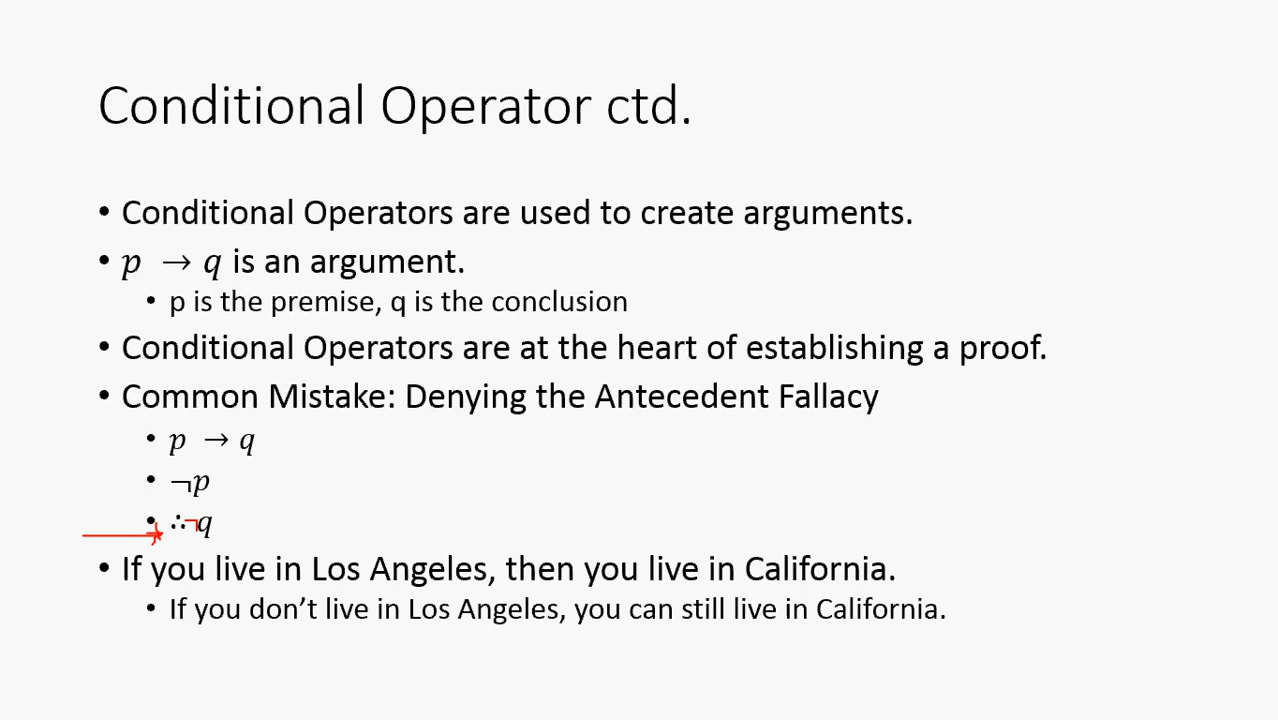 Conditional Operator ctd.
• Conditional Operators are used to create arguments.
• p → q is an argument.
• p is the premise, q is the conclusion
• Conditional Operators are at the heart of establishing a proof.
• Common Mistake: Denying the Antecedent Fallacy
• p → q
• ¬p
• ∴¬q
• If you live in Los Angeles, then you live in California.
• If you don’t live in Los Angeles, you can still live in California.